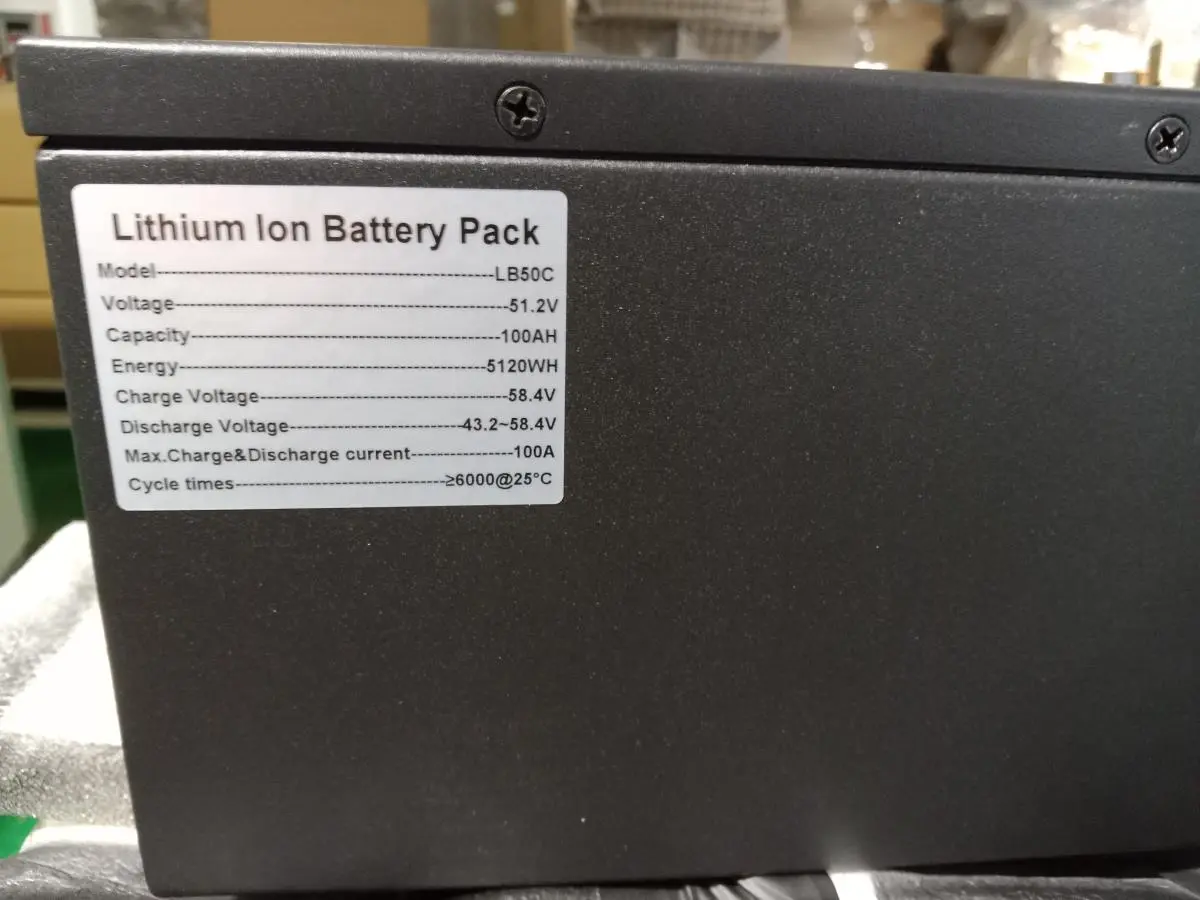 Lithium Ion Battery Pack
Model-------------------------------------------------LB50C
Voltage-------------------------------------------------51.2V
Capacity---------------------------------------------100AH
Energy---------------------------------------------5120WH
Charge Voltage------------------------------------58.4V
Discharge Voltage-------------------------43.2~58.4V
Max.Charge&Discharge current---------------100A
Cycle times-------------------------------≥6000@25°C